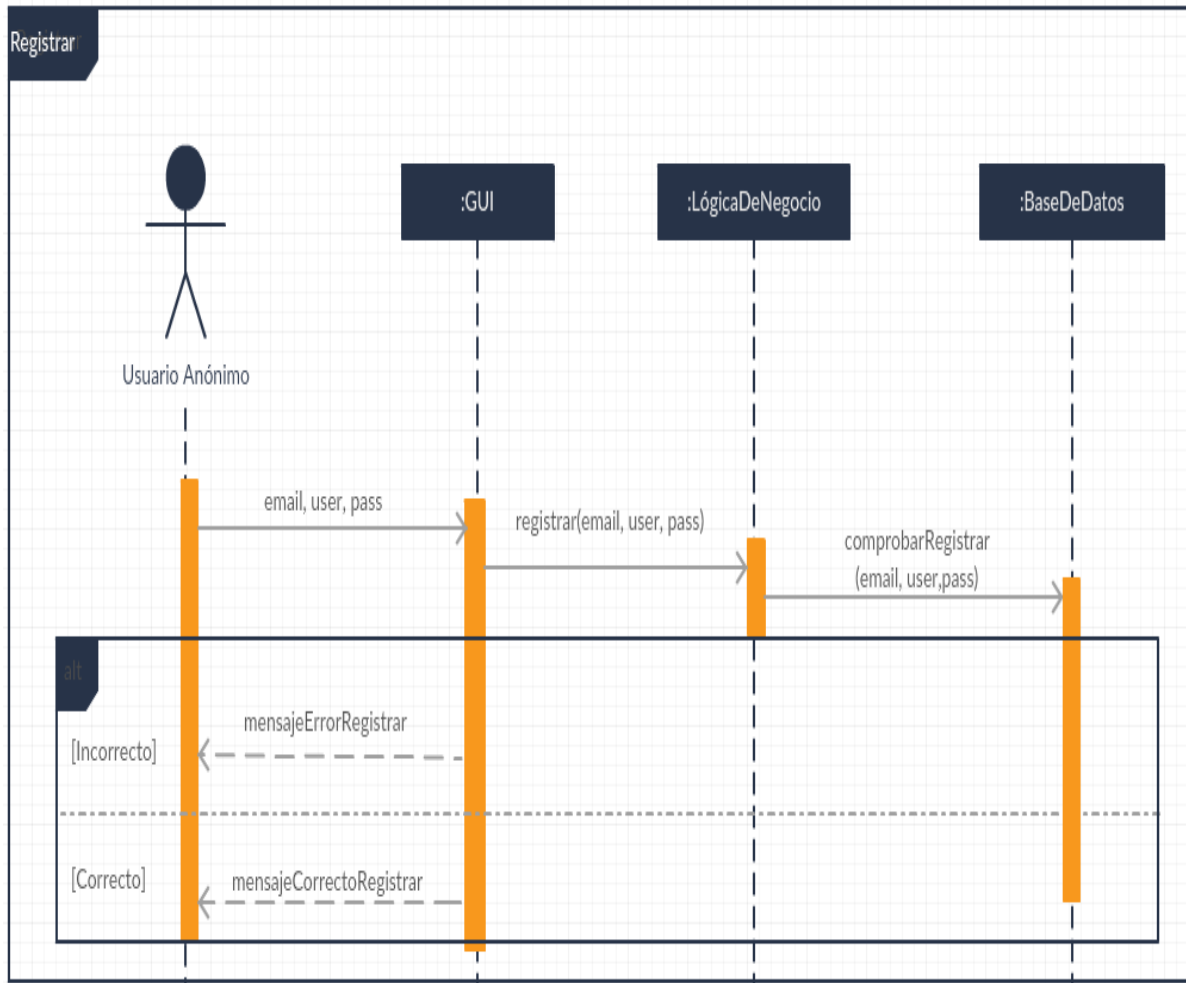 Registrar
:GUI
:LógicaDeNegocio
:BaseDeDatos
Usuario Anónimo
email, user, pass
registrar(email, user, pass)
comprobarRegistrar
(email, user,pass)
alt
mensajeErrorRegistrar
[Incorrecto]
[Correcto]
mensajeCorrectoRegistrar